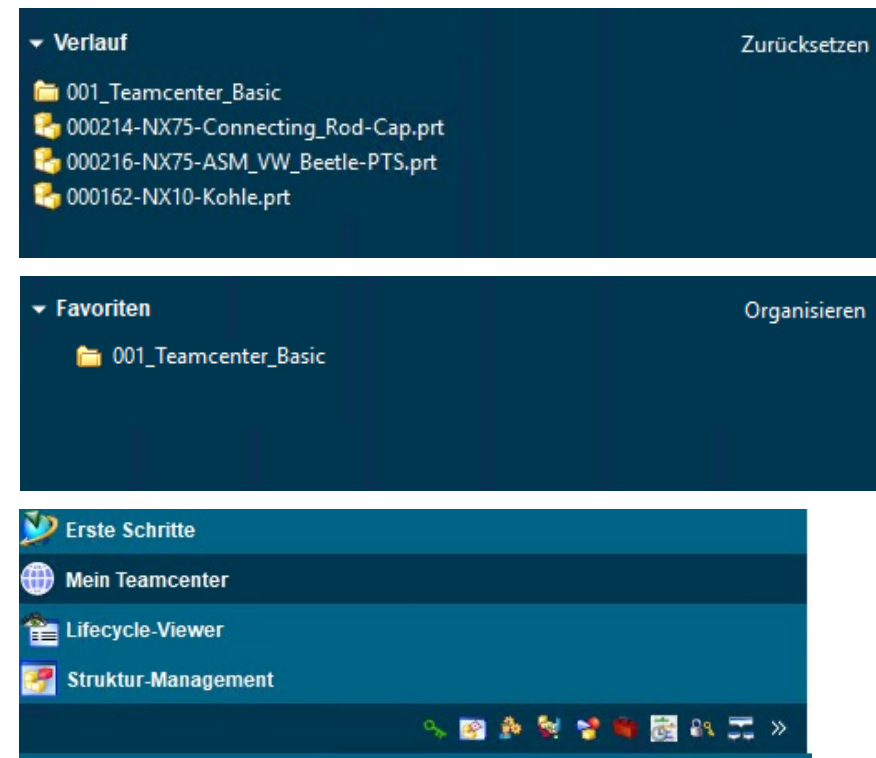 Verlauf
Zurücksetzen
001_Teamcenter_Basic
000214-NX75-Connecting_Rod-Cap.prt
000216-NX75-ASM_VW_Beetle-PTS.prt
000162-NX10-Kohle.prt
Favoriten
Organisieren
001_Teamcenter_Basic
Erste Schritte
Mein Teamcenter
Lifecycle-Viewer
Struktur-Management